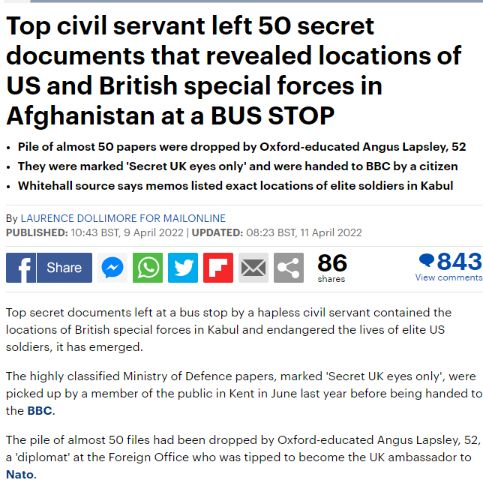 Top civil servant left 50 secret
documents that revealed locations of
US and British special forces in
Afghanistan at a BUS STOP
• Pile of almost 50 papers were dropped by Oxford-educated Angus Lapsley, 52
• They were marked 'Secret UK eyes only' and were handed to BBC by a citizen
• Whitehall source says memos listed exact locations of elite soldiers in Kabul
By LAURENCE DOLLIMORE FOR MAILONLINE
PUBLISHED: 10:43 BST, 9 April 2022 | UPDATED: 08:23 BST, 11 April 2022
f Share
86
shares
843
View comments
Top secret documents left at a bus stop by a hapless civil servant contained the
locations of British special forces in Kabul and endangered the lives of elite US
soldiers, it has emerged.
The highly classified Ministry of Defence papers, marked 'Secret UK eyes only', were
picked up by a member of the public in Kent in June last year before being handed to
the BBC.
The pile of almost 50 files had been dropped by Oxford-educated Angus Lapsley, 52,
a 'diplomat' at the Foreign Office who was tipped to become the UK ambassador to
Nato.